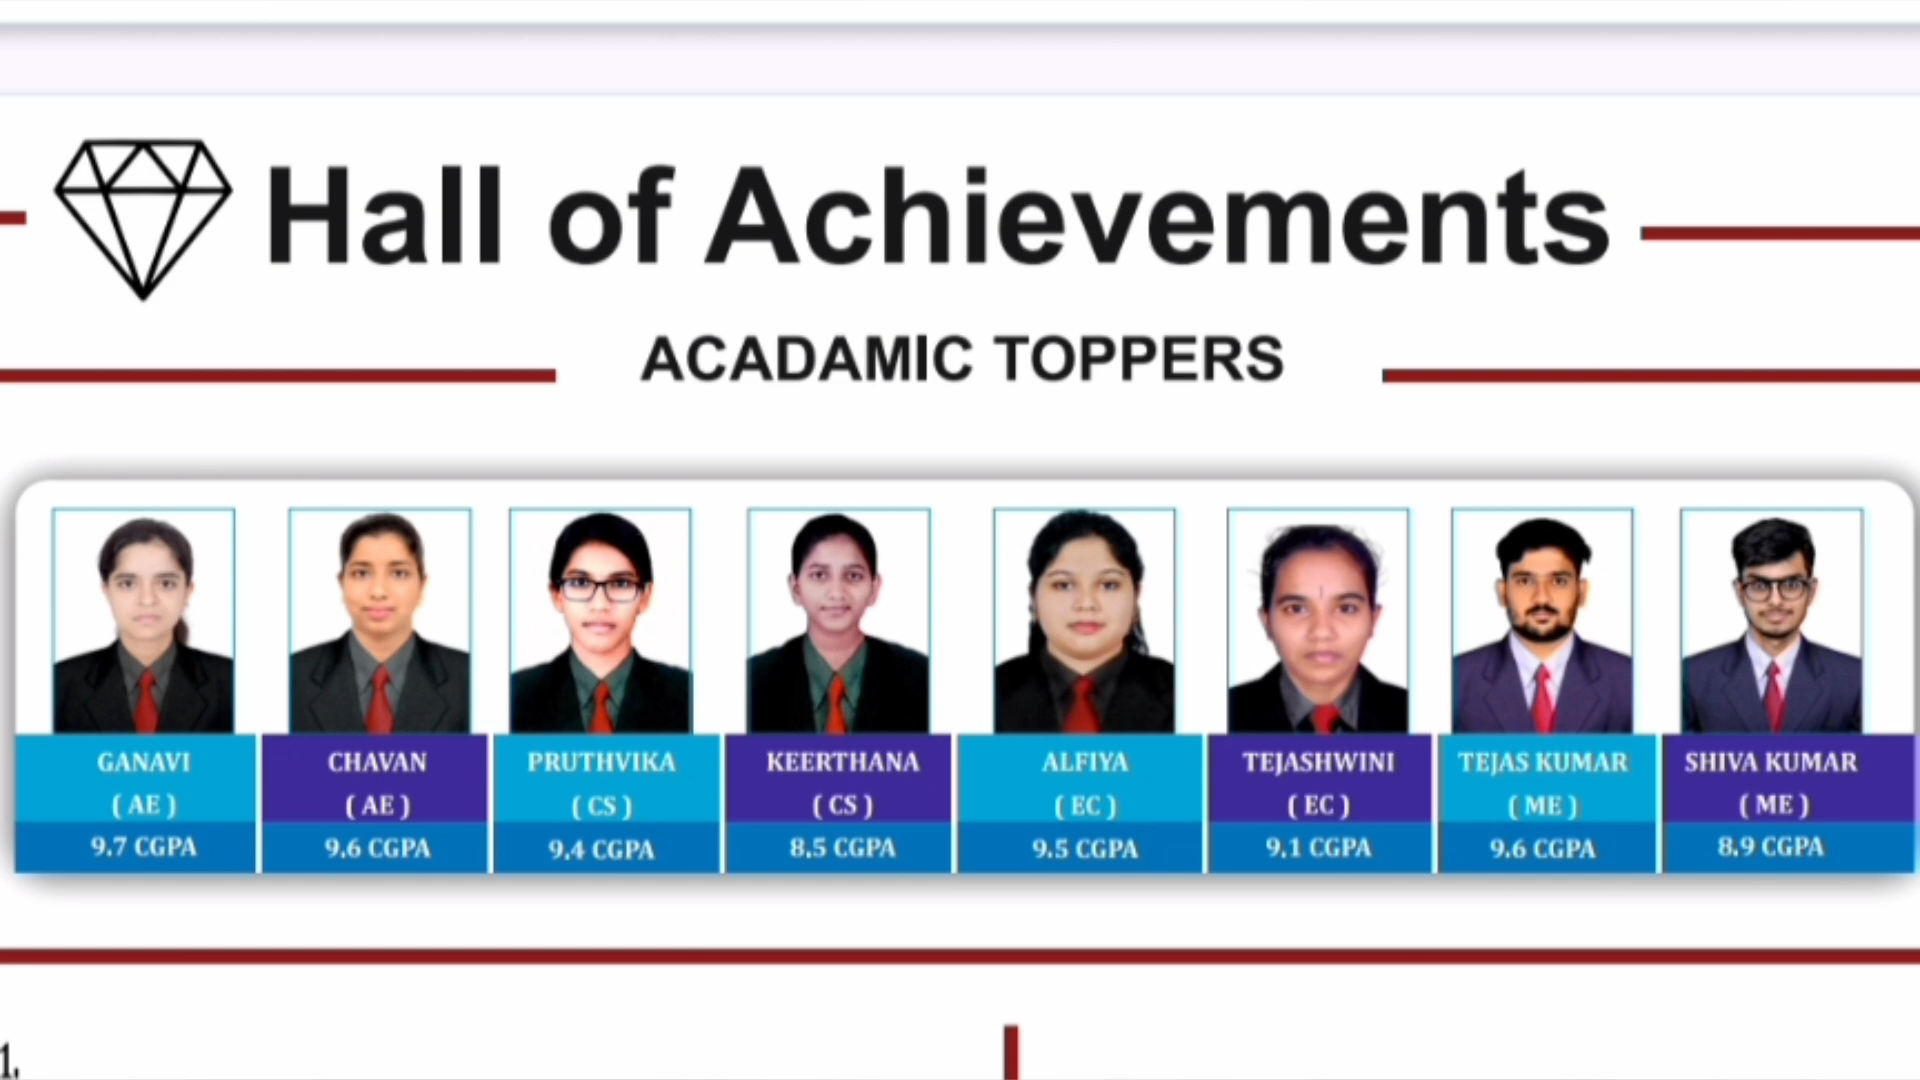 Hall of Achievements
ACADAMIC TOPPERS
GANAVI
( AE )
9.7 CGPA
CHAVAN
( AE )
9.6 CGPA
PRUTHVIKA
( CS )
9.4 CGPA
KEERTHANA
( CS )
8.5 CGPA
ALFIYA
( EC )
9.5 CGPA
TEJASHWINI
( EC )
9.1 CGPA
TEJAS KUMAR
( ME )
9.6 CGPA
SHIVA KUMAR
( ME )
8.9 CGPA
1.